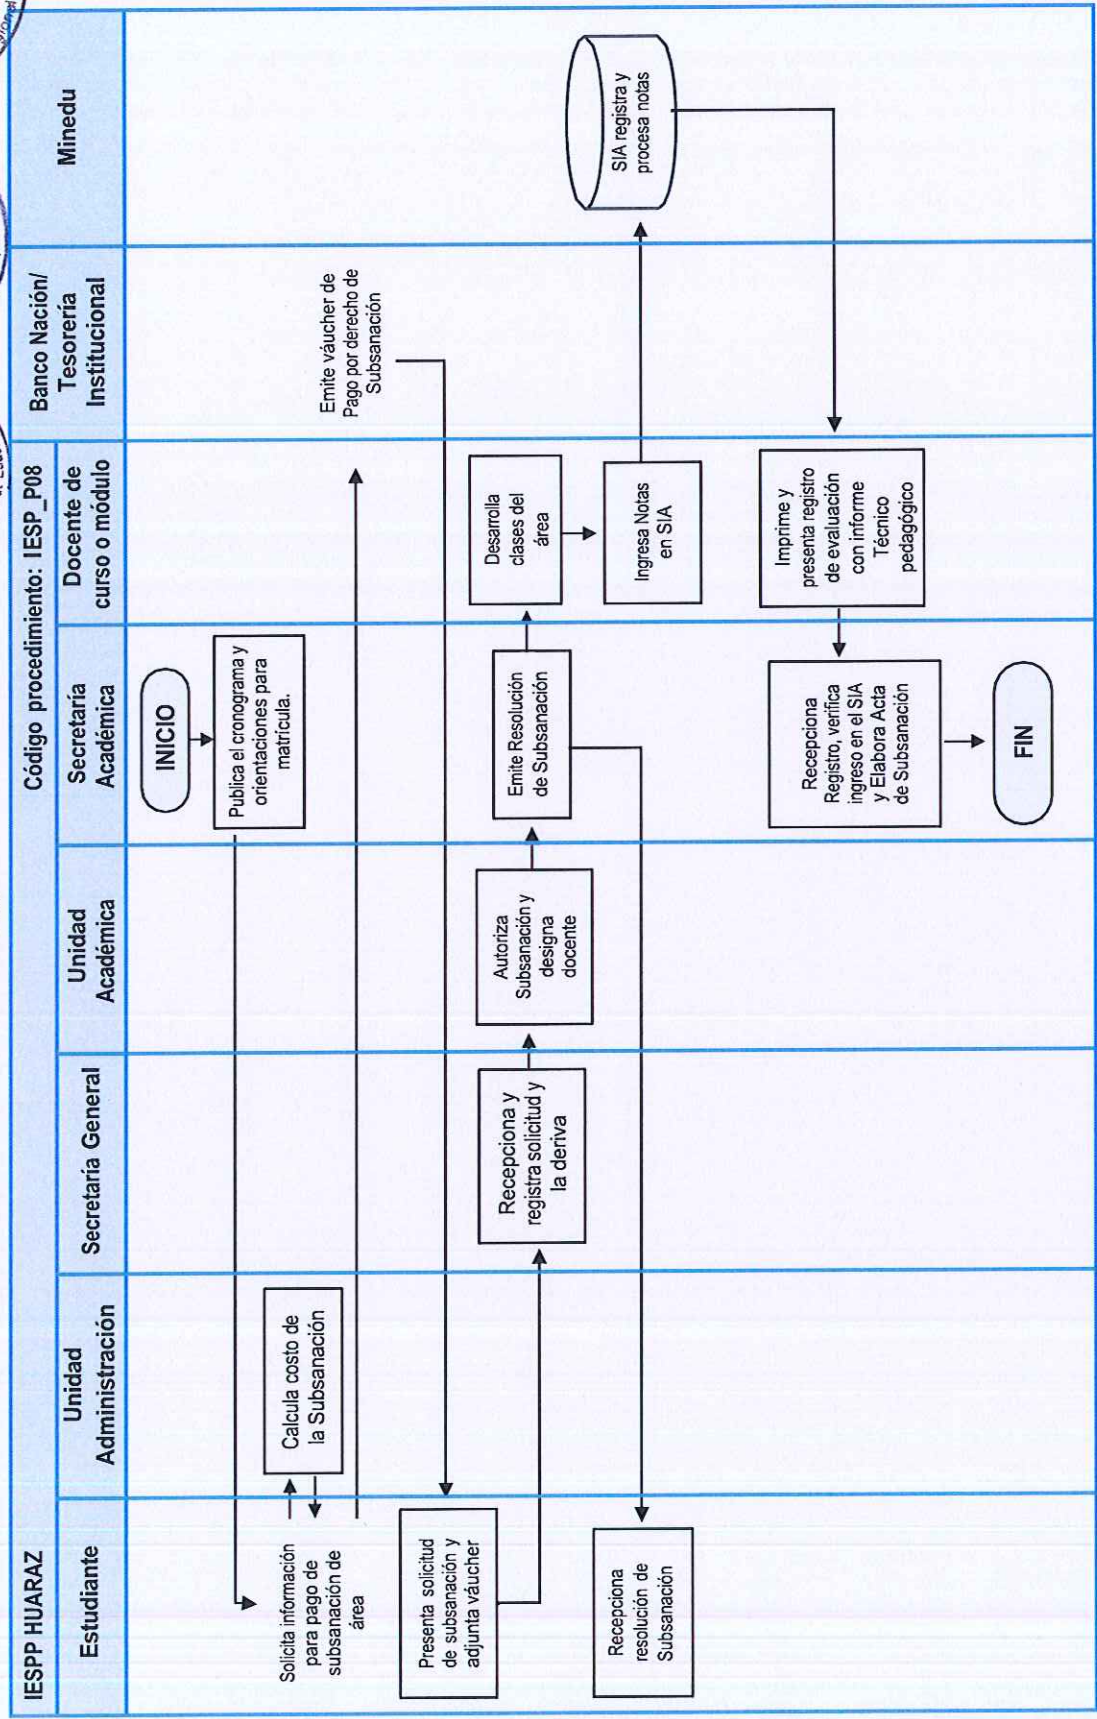 IESPP HUARAZ
Código procedimiento: IESP_P08
Estudiante
Unidad
Administración
Secretaría General
Unidad
Académica
Secretaría
Académica
Docente de
curso o módulo
Banco Nación/
Tesorería
Institucional
Minedu
INICIO
Publica el cronograma y
orientaciones para
matrícula.
Solicita información
para pago de
subsanación de
área
Calcula costo de
la Subsanación
Emite váucher de
Pago por derecho de
Subsanación
Presenta solicitud
de subsanación y
adjunta váucher
Recepciona y
registra solicitud y
la deriva
Autoriza
Subsanación y
designa
docente
Emite Resolución
de Subsanación
Desarrolla
clases del
área
Recepciona
resolución de
Subsanación
Ingresa Notas
en SIA
SIA registra y
procesa notas
Imprime y
presenta registro
de evaluación
con informe
Técnico
pedagógico
Recepciona
Registro, verifica
ingreso en el SIA
y Elabora Acta
de Subsanación
FIN